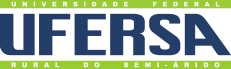 UNIVERSIDADE FEDERAL
UFERSA
RURAL DO SEMI-ÁRIDO